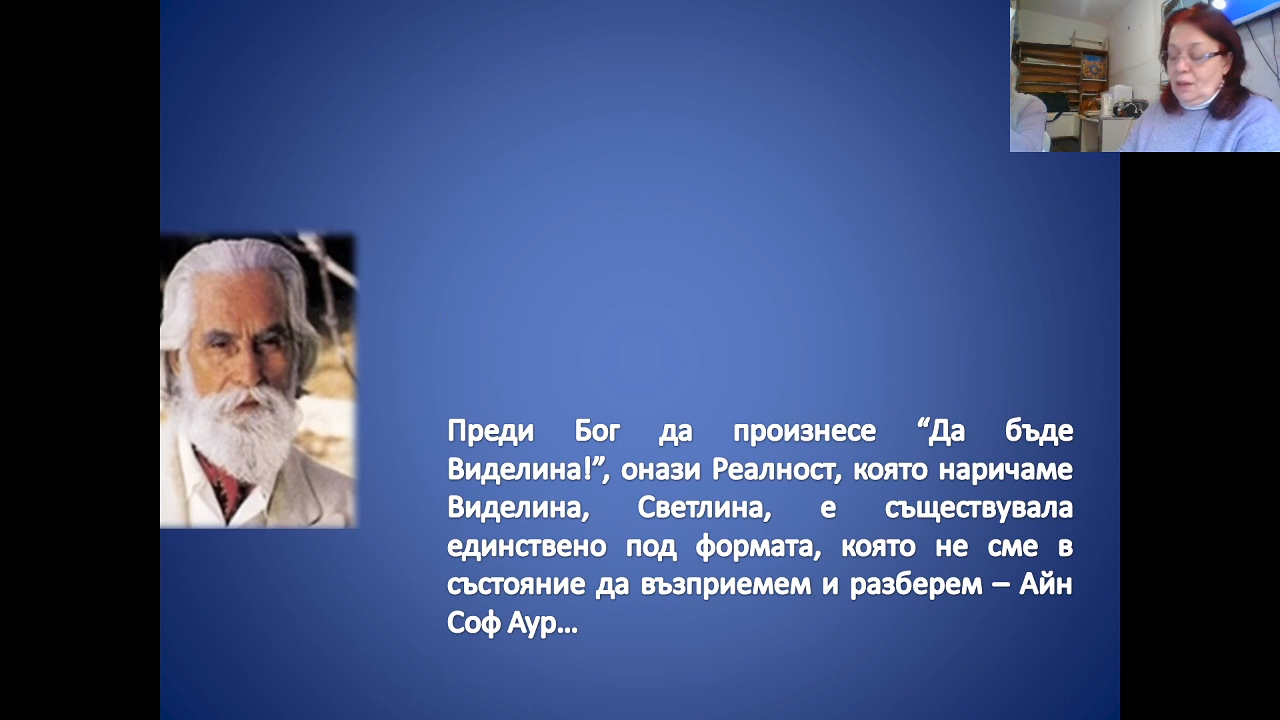 Преди Бог да произнесе “Да бъде
Виделина!”, онази Реалност, която наричаме
Виделина, Светлина, е съществувала
единствено под формата, която не сме в
състояние да възприемем и разберем – Айн
Соф Аур...